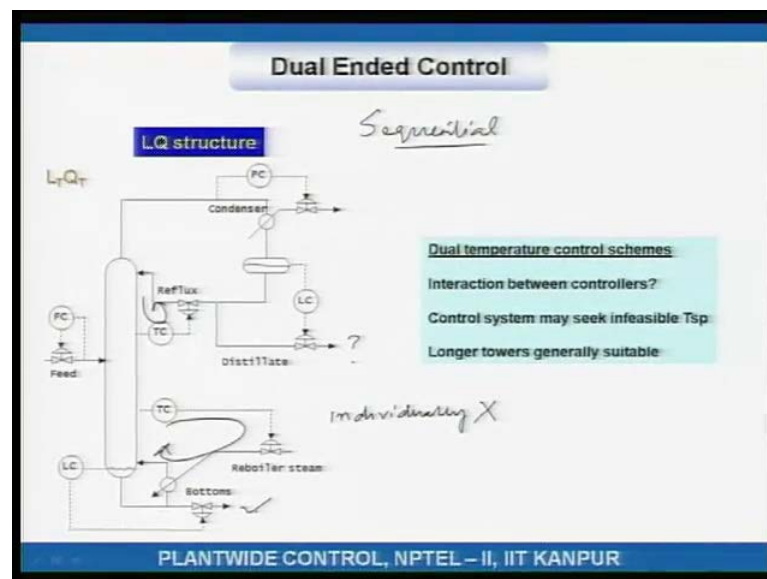 Dual Ended Control
Sequential
LQ structure
LTQT
PC
Condenser
Dual temperature control schemes
Interaction between controllers?
Control system may seek infeasible Tsp
Longer towers generally suitable
Reflux
LC
FC
TC
Feed
Distillate
?
TC
individually X
LC
Reboiler steam
Bottoms
PLANTWIDE CONTROL, NPTEL – II, IIT KANPUR